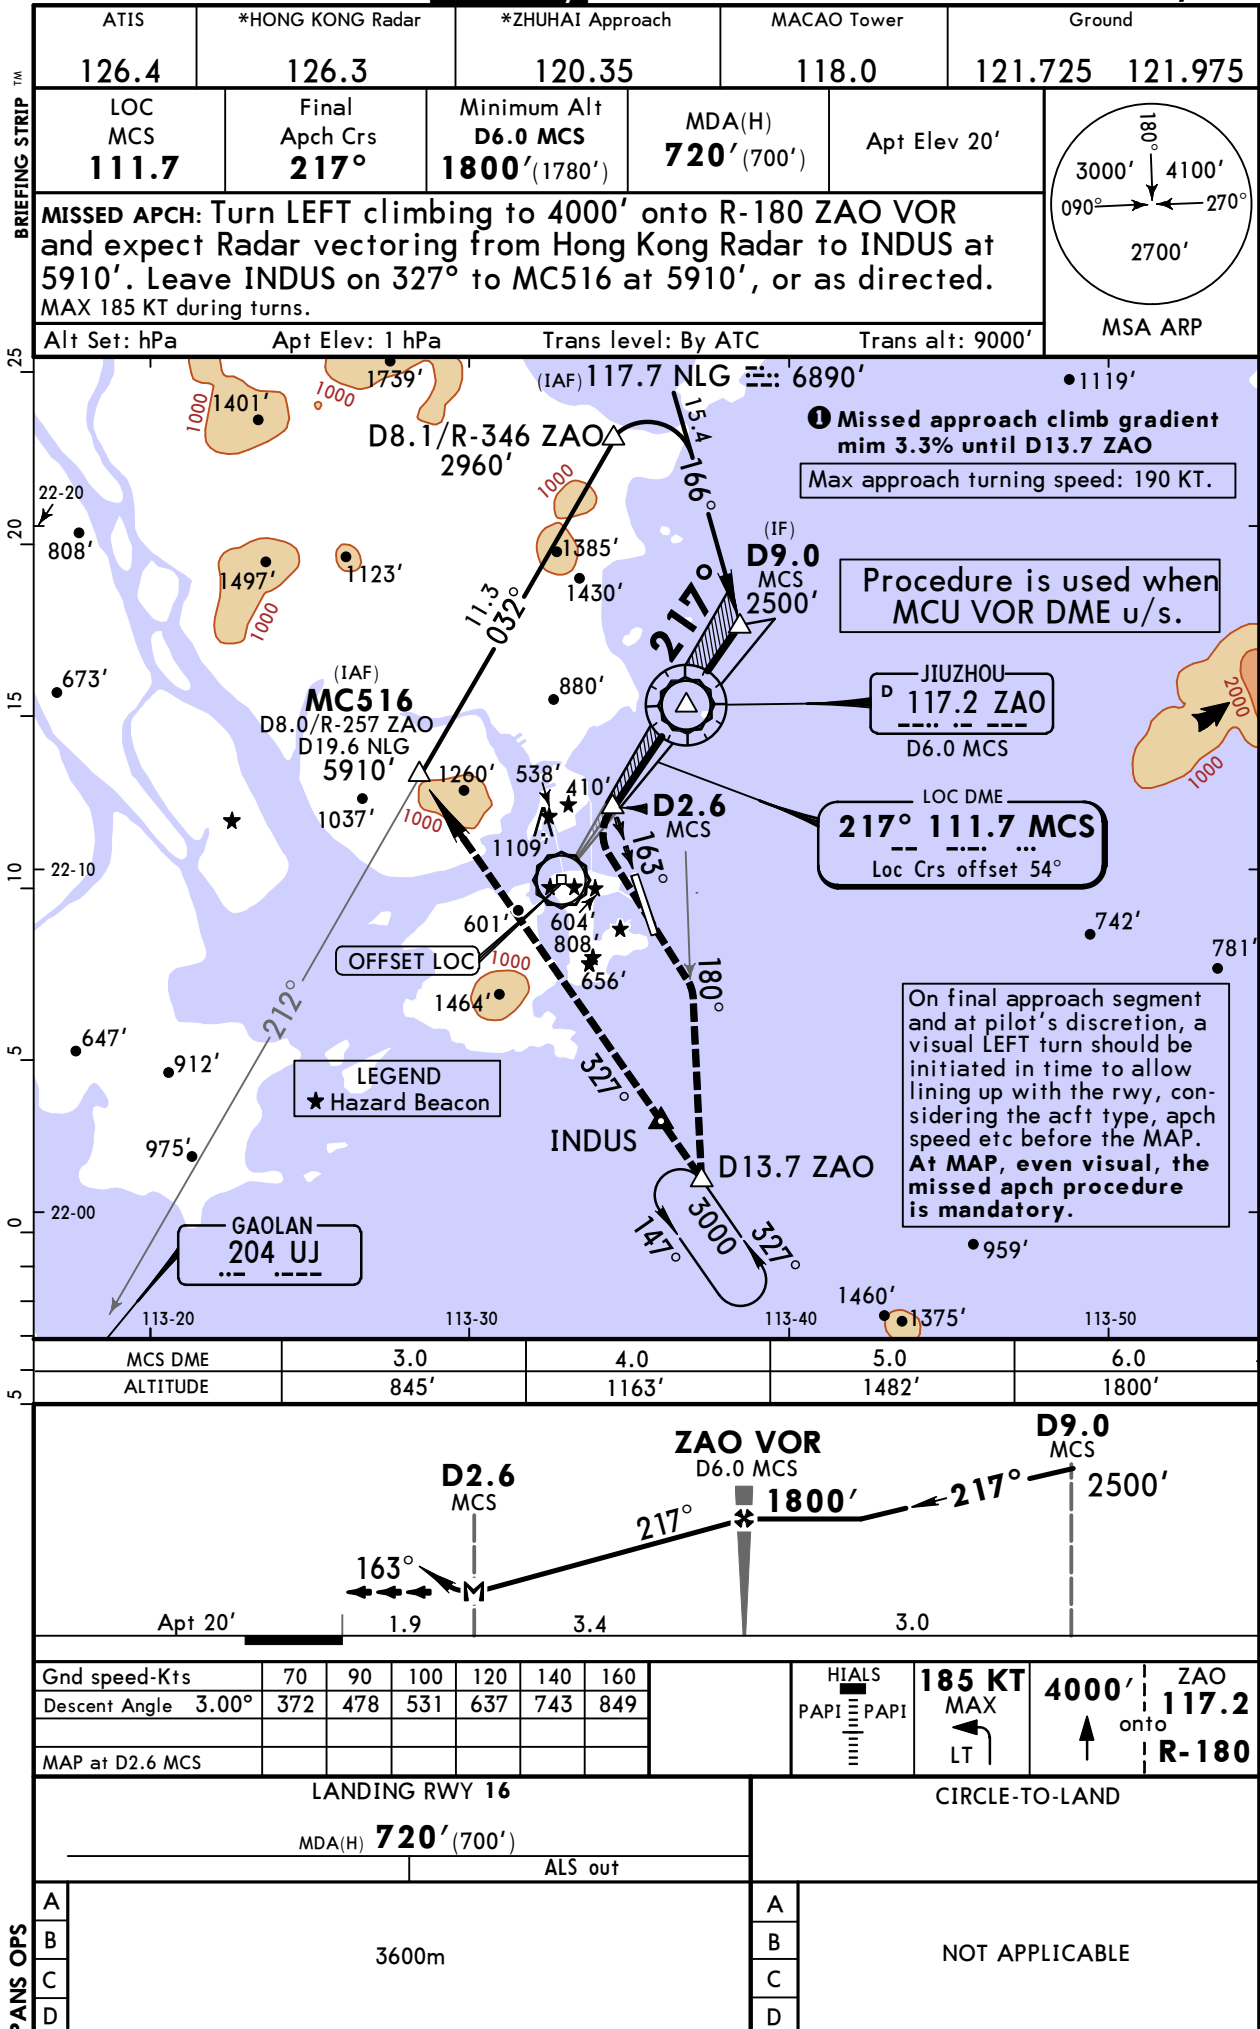 ATIS
126.4
*HONG KONG Radar
126.3
*ZHUHAI Approach
120.35
MACAO Tower
118.0
Ground
121.725 121.975
BRIEFING STRIP TM
LOC
MCS
111.7
Final
Apch Crs
217°
Minimum Alt
D6.0 MCS
1800'(1780')
MDA(H)
720'(700')
Apt Elev 20'
180°
3000' 4100'
090° 270°
2700'
MSA ARP
MISSED APCH: Turn LEFT climbing to 4000' onto R-180 ZAO VOR
and expect Radar vectoring from Hong Kong Radar to INDUS at
5910'. Leave INDUS on 327° to MC516 at 5910', or as directed.
MAX 185 KT during turns.
Alt Set: hPa Apt Elev: 1 hPa Trans level: By ATC Trans alt: 9000'
25
20
15
10
5
0
5
1739'
1000
1000
1401'
(IAF) 117.7 NLG 6890'
1119'
15.4
166°
D8.1/R-346 ZAO
2960'
1 Missed approach climb gradient
mim 3.3% until D13.7 ZAO
Max approach turning speed: 190 KT.
22-20
808'
1000
1385'
1430'
1497'
1000
1123'
11.3
032°
(IF)
D9.0
MCS
2500'
217°
Procedure is used when
MCU VOR DME u/s.
673'
(IAF)
MC516
D8.0/R-257 ZAO
D19.6 NLG
5910'
880'
JIUZHOU
D 117.2 ZAO
D6.0 MCS
2000
1000
1260'
1000
1037'
538'
410'
1109'
D2.6
MCS
LOC DME
217° 111.7 MCS
Loc Crs offset 54°
163°
22-10
601'
604'
808'
656'
OFFSET LOC
1000
1464'
180°
742'
781'
212°
647'
912'
975'
LEGEND
★ Hazard Beacon
327°
INDUS
D13.7 ZAO
3000
147°
327°
On final approach segment
and at pilot's discretion, a
visual LEFT turn should be
initiated in time to allow
lining up with the rwy, con-
sidering the acft type, apch
speed etc before the MAP.
At MAP, even visual, the
missed apch procedure
is mandatory.
22-00
GAOLAN
204 UJ
959'
1460'
1375'
113-20 113-30 113-40 113-50
MCS DME 3.0 4.0 5.0 6.0
ALTITUDE 845' 1163' 1482' 1800'
D2.6
MCS
ZAO VOR
D6.0 MCS
1800'
D9.0
MCS
2500'
217°
217°
163°
M
Apt 20' 1.9 3.4 3.0
Gnd speed-Kts 70 90 100 120 140 160
Descent Angle 3.00° 372 478 531 637 743 849
MAP at D2.6 MCS
HIALS
PAPI PAPI
185 KT
MAX
LT
4000'
onto
ZAO
117.2
R-180
LANDING RWY 16
MDA(H) 720'(700')
ALS out
CIRCLE-TO-LAND
PANS OPS
A
B
C
D
3600m
A
B
C
D
NOT APPLICABLE